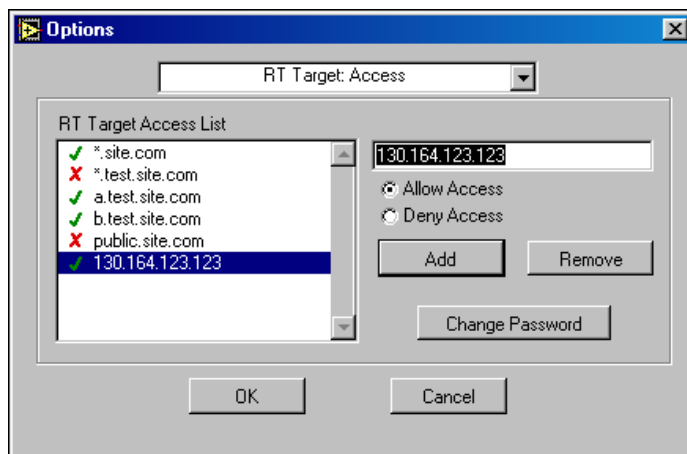 Options
RT Target: Access
RT Target Access List
*.site.com
*.test.site.com
a.test.site.com
b.test.site.com
public.site.com
130.164.123.123
130.164.123.123
Allow Access
Deny Access
Add
Remove
Change Password
OK
Cancel